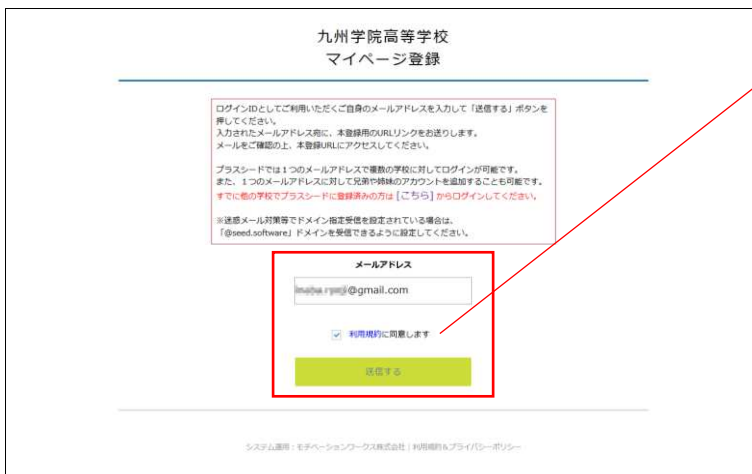 九州学院高等学校
マイページ登録
ログインIDとしてご利用いただくご自身のメールアドレスを入力して「送信する」ボタンを
押してください。
入力されたメールアドレス宛に、本登録用のURLリンクをお送りします。
メールをご確認の上、本登録URLにアクセスしてください。
プラスシードでは１つのメールアドレスで複数の学校に対してログインが可能です。
また、１つのメールアドレスに対して兄弟や姉妹のアカウントを追加することも可能です。
すでに他の学校でプラスシードに登録済みの方は [こちら] からログインしてください。
※迷惑メール対策等でドメイン指定受信を設定されている場合は、
「@seed.software」ドメインを受信できるように設定してください。
メールアドレス
@gmail.com
利用規約に同意します
送信する
システム運用：モチベーションワークス株式会社 | 利用規約&プライバシーポリシー